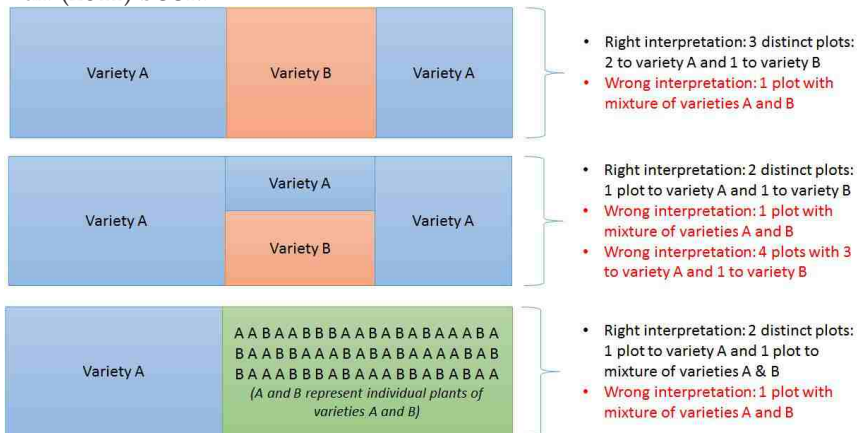 Variety A
Variety B
Variety A
• Right interpretation: 3 distinct plots:
2 to variety A and 1 to variety B
• Wrong interpretation: 1 plot with
mixture of varieties A and B
Variety A
Variety A
Variety B
Variety A
• Right interpretation: 2 distinct plots:
1 plot to variety A and 1 to variety B
• Wrong interpretation: 1 plot with
mixture of varieties A and B
• Wrong interpretation: 4 plots with 3
to variety A and 1 to variety B
Variety A
A A B A A B B B A A B A B A B A A A B A
B A A B B A A A B A B A B A A A A B A B
B A A A B B B A B A A A B B A B A B A A
(A and B represent individual plants of
varieties A and B)
• Right interpretation: 2 distinct plots:
1 plot to variety A and 1 plot to
mixture of varieties A & B
• Wrong interpretation: 1 plot with
mixture of varieties A and B